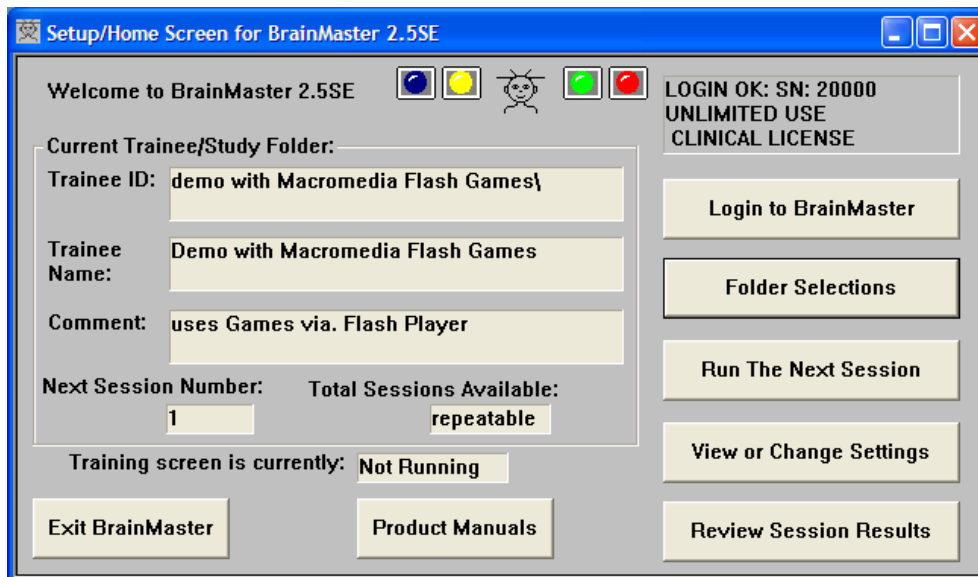 Setup/Home Screen for BrainMaster 2.5SE
Welcome to BrainMaster 2.5SE
LOGIN OK: SN: 20000
UNLIMITED USE
CLINICAL LICENSE
Current Trainee/Study Folder:
Trainee ID: demo with Macromedia Flash Games\
Trainee
Name:
Demo with Macromedia Flash Games
Comment: uses Games via. Flash Player
Next Session Number: Total Sessions Available:
1 repeatable
Training screen is currently: Not Running
Exit BrainMaster
Product Manuals
Login to BrainMaster
Folder Selections
Run The Next Session
View or Change Settings
Review Session Results